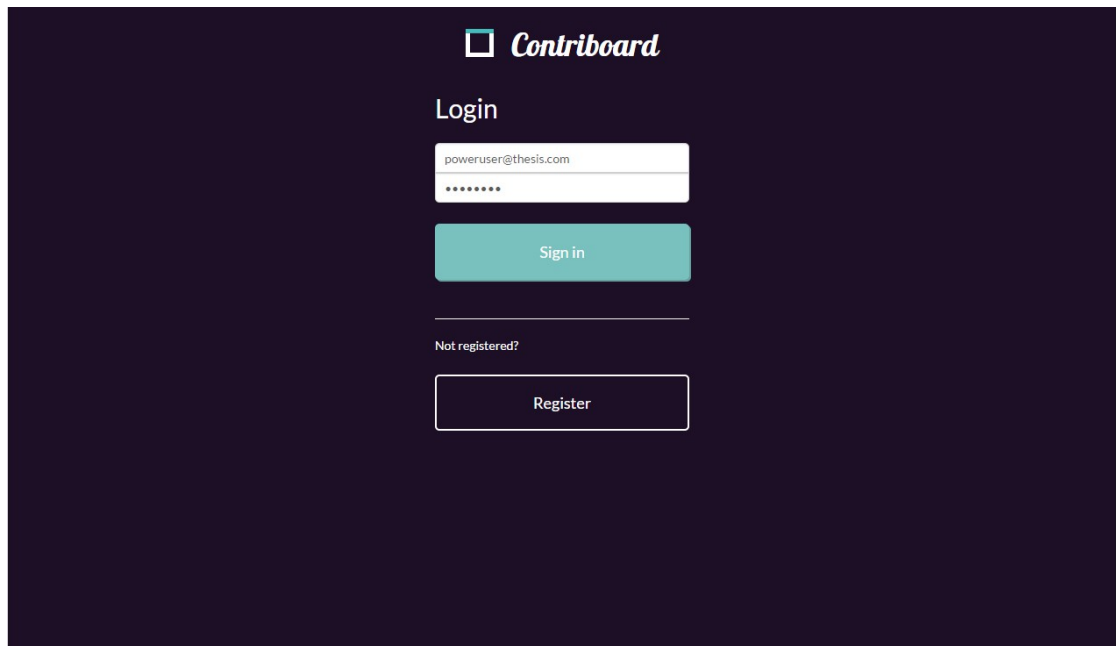 Contriboard
Login
poweruser@thesis.com
••••••••
Sign in
Not registered?
Register